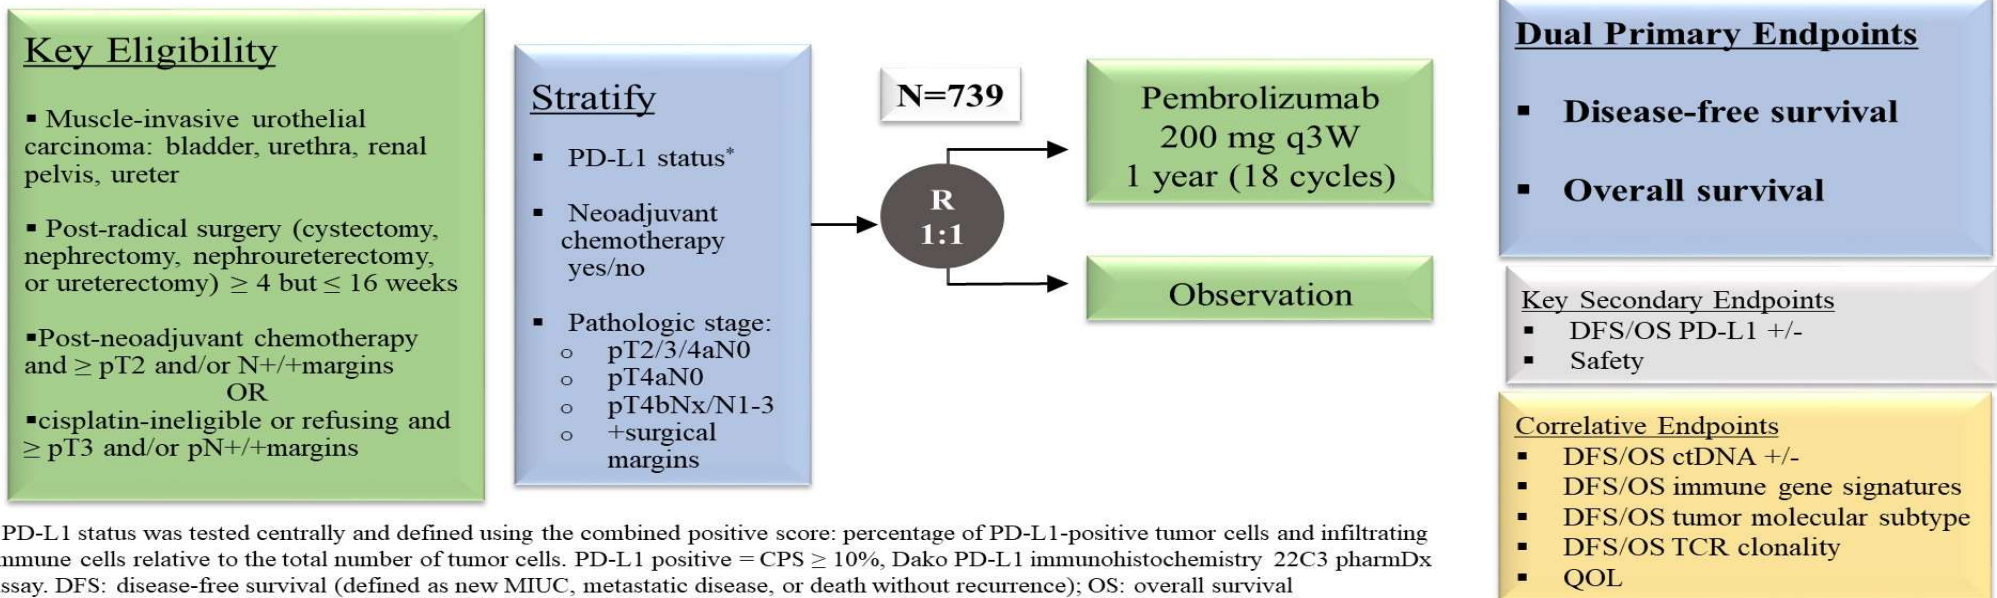 Key Eligibility
▪ Muscle-invasive urothelial
carcinoma: bladder, urethra, renal
pelvis, ureter
▪ Post-radical surgery (cystectomy,
nephrectomy, nephroureterectomy,
or ureterectomy) ≥ 4 but ≤ 16 weeks
▪Post-neoadjuvant chemotherapy
and ≥ pT2 and/or N+/+margins
OR
▪cisplatin-ineligible or refusing and
≥ pT3 and/or pN+/+margins
Stratify
▪ PD-L1 status*
▪ Neoadjuvant
chemotherapy
yes/no
▪ Pathologic stage:
o pT2/3/4aN0
o pT4aN0
o pT4bNx/N1-3
o +surgical
margins
N=739
R
1:1
Pembrolizumab
200 mg q3W
1 year (18 cycles)
Observation
Dual Primary Endpoints
▪ Disease-free survival
▪ Overall survival
Key Secondary Endpoints
▪ DFS/OS PD-L1 +/-
▪ Safety
Correlative Endpoints
▪ DFS/OS ctDNA +/-
▪ DFS/OS immune gene signatures
▪ DFS/OS tumor molecular subtype
▪ DFS/OS TCR clonality
▪ QOL
PD-L1 status was tested centrally and defined using the combined positive score: percentage of PD-L1-positive tumor cells and infiltrating
mmune cells relative to the total number of tumor cells. PD-L1 positive = CPS ≥ 10%, Dako PD-L1 immunohistochemistry 22C3 pharmDx
ssay. DFS: disease-free survival (defined as new MIUC, metastatic disease, or death without recurrence); OS: overall survival